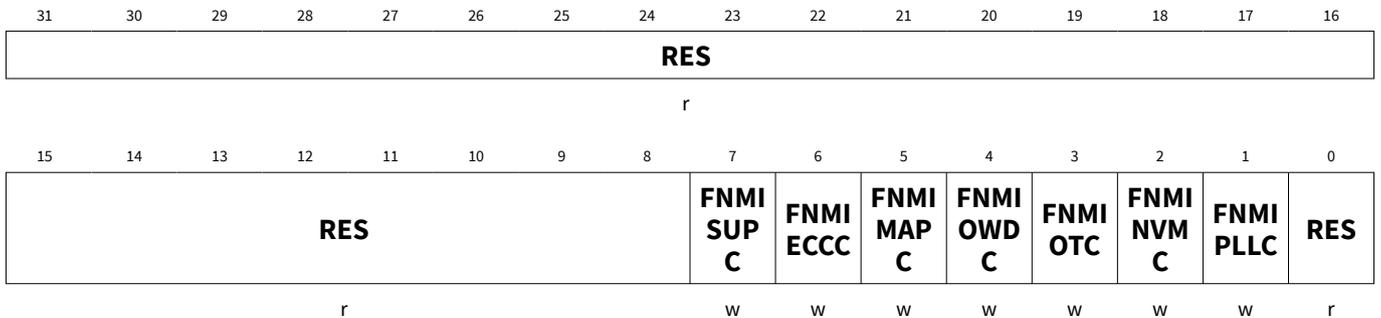 31 30 29 28 27 26 25 24 23 22 21 20 19 18 17 16
RES
r
15 14 13 12 11 10 9 8 7 6 5 4 3 2 1 0
RES FNMI SUP C FNMI ECCC FNMI MAP C FNMI OWD C FNMI OTC FNMI NVM C FNMI PLLC RES
r w w w w w w w r